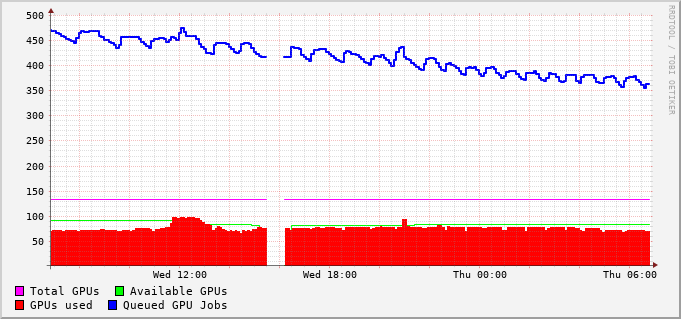 500
450
400
350
300
250
200
150
100
50
Wed 12:00 Wed 18:00 Thu 00:00 Thu 06:00
Total GPUs Available GPUs
GPUs used Queued GPU Jobs
RRDTOOL / TOBI OETIKER